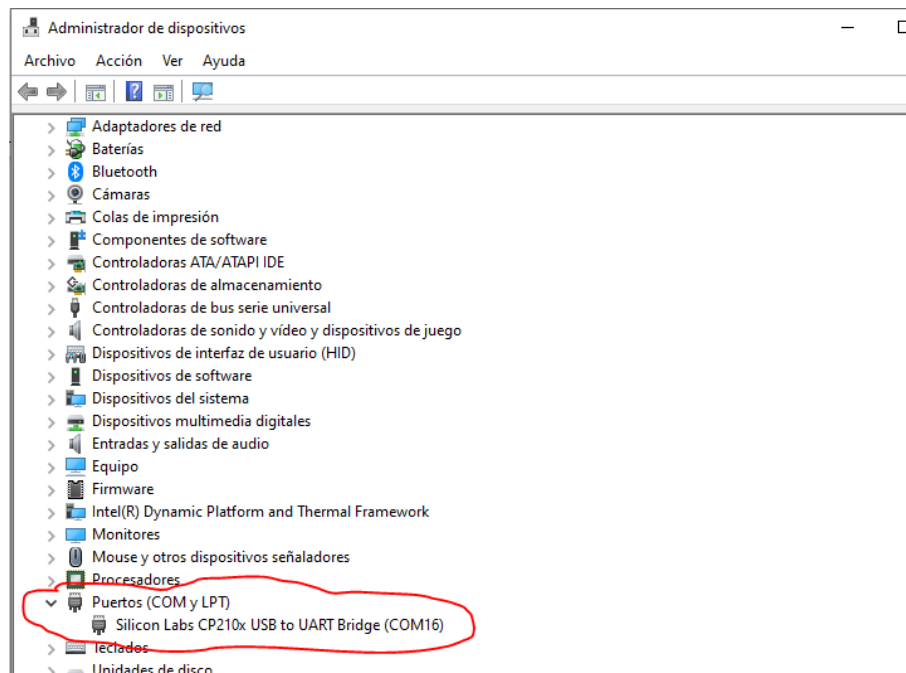 Administrador de dispositivos
Archivo Acción Ver Ayuda
Adaptadores de red
Baterías
Bluetooth
Cámaras
Colas de impresión
Componentes de software
Controladoras ATA/ATAPI IDE
Controladoras de almacenamiento
Controladoras de bus serie universal
Controladoras de sonido y vídeo y dispositivos de juego
Dispositivos de interfaz de usuario (HID)
Dispositivos de software
Dispositivos del sistema
Dispositivos multimedia digitales
Entradas y salidas de audio
Equipo
Firmware
Intel(R) Dynamic Platform and Thermal Framework
Monitores
Mouse y otros dispositivos señaladores
Procesadores
Puertos (COM y LPT)
Silicon Labs CP210x USB to UART Bridge (COM16)
Teclados
Unidades de disco